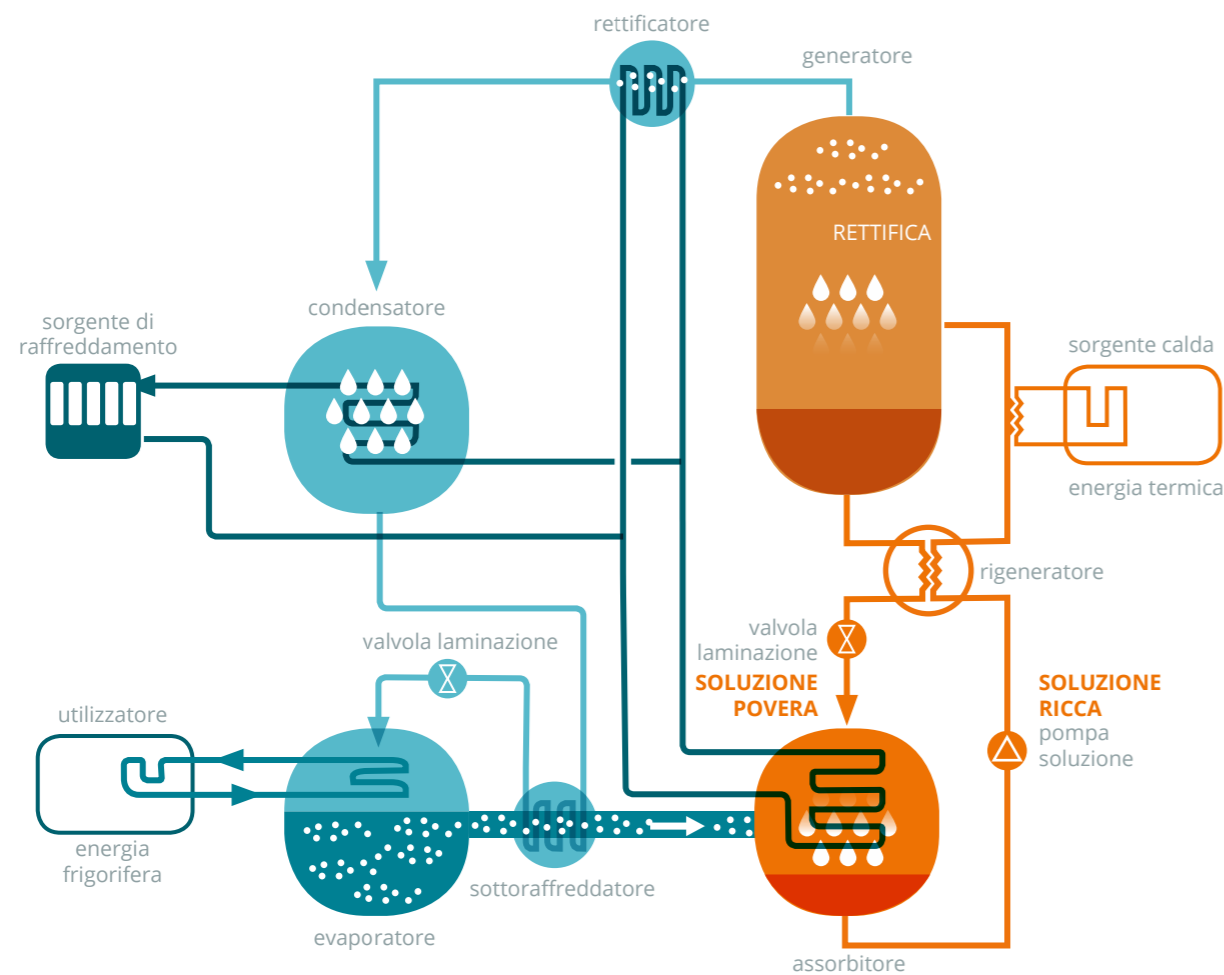 rettificatore
generatore
RETTIFICA
condensatore
sorgente di
raffreddamento
sorgente calda
energia termica
rigeneratore
valvola
laminazione
SOLUZIONE
POVERA
SOLUZIONE
RICCA
pompa
soluzione
valvola laminazione
utilizzatore
energia
frigorifera
sottoraffreddatore
evaporatore
assorbitore